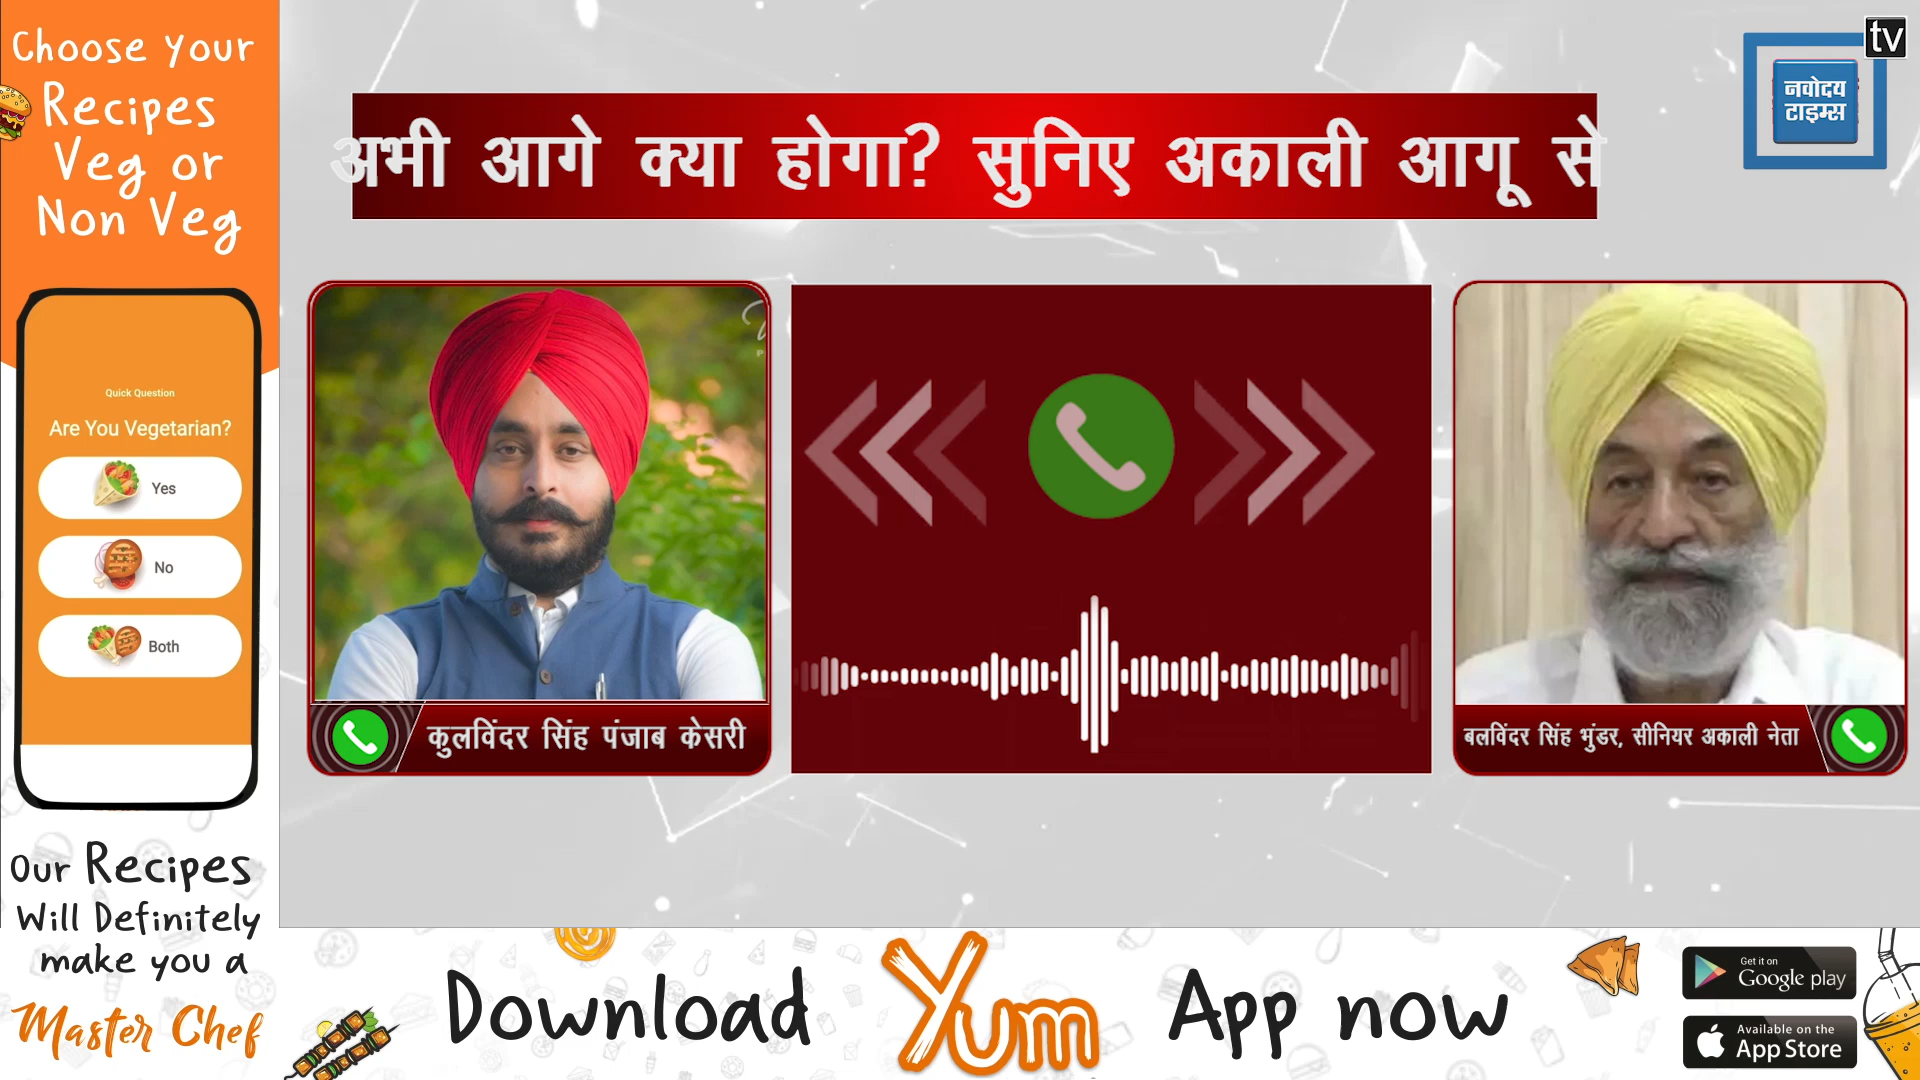 Choose your
Recipes
Veg or
Non Veg
Quick Question
Are You Vegetarian?
Yes
No
Both
Our Recipes
Will Definitely
make you a
Master Chef
अभी आगे क्या होगा? सुनिए अकाली आगू से
tv
नवोदय
टाइम्स
कुलविंदर सिंह पंजाब केसरी
बलविंदर सिंह भुंडर, सीनियर अकाली नेता
Download Yum App now
Get it on
Google play
Available on the
App Store